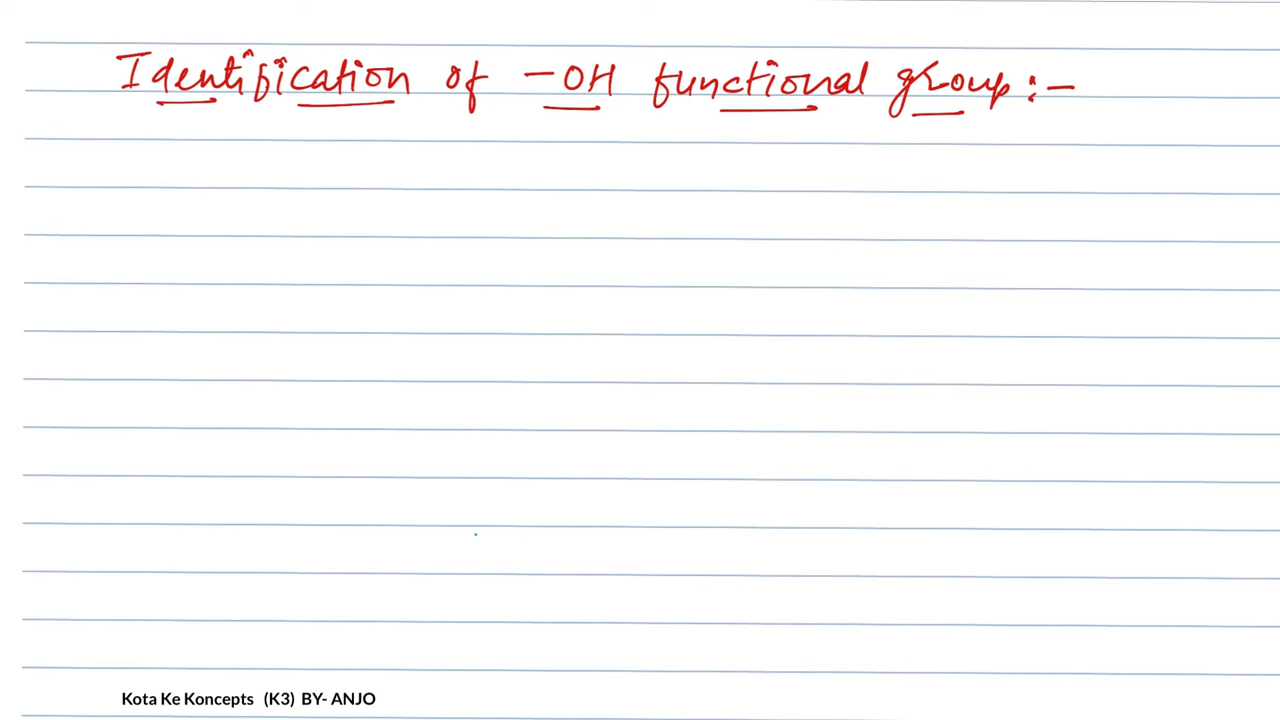 Identification of -OH functional group :-
Kota Ke Koncepts (K3) BY- ANJO